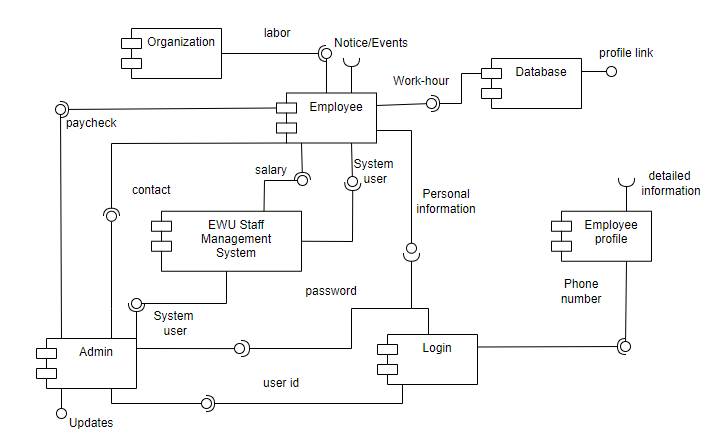 labor
Organization
Notice/Events
profile link
Work-hour
Database
Employee
paycheck
salary
System
user
contact
Personal
information
detailed
information
EWU Staff
Management
System
Employee
profile
Phone
number
password
System
user
Admin
Login
user id
Updates